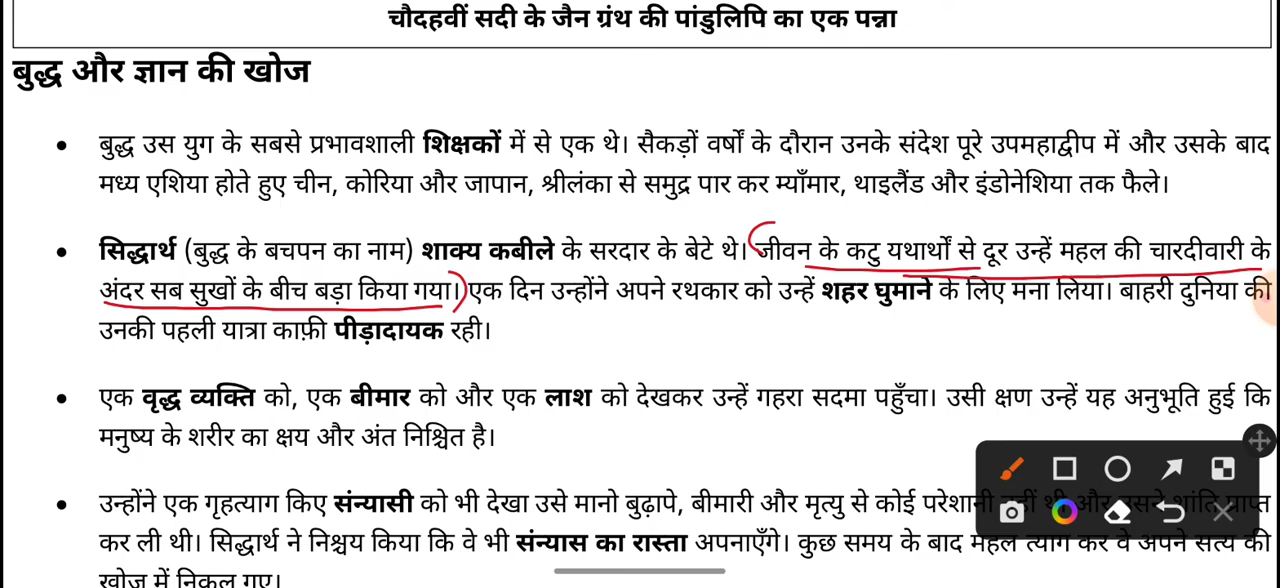 चौदहवीं सदी के जैन ग्रंथ की पांडुलिपि का एक पन्ना
बुद्ध और ज्ञान की खोज
• बुद्ध उस युग के सबसे प्रभावशाली शिक्षकों में से एक थे। सैकड़ों वर्षों के दौरान उनके संदेश पूरे उपमहाद्वीप में और उसके बाद
मध्य एशिया होते हुए चीन, कोरिया और जापान, श्रीलंका से समुद्र पार कर म्याँमार, थाइलैंड और इंडोनेशिया तक फैले।
• सिद्धार्थ (बुद्ध के बचपन का नाम) शाक्य कबीले के सरदार के बेटे थे। जीवन के कटु यथार्थों से दूर उन्हें महल की चारदीवारी के
अंदर सब सुखों के बीच बड़ा किया गया। एक दिन उन्होंने अपने रथकार को उन्हें शहर घुमाने के लिए मना लिया। बाहरी दुनिया की
उनकी पहली यात्रा काफ़ी पीड़ादायक रही।
• एक वृद्ध व्यक्ति को, एक बीमार को और एक लाश को देखकर उन्हें गहरा सदमा पहुँचा। उसी क्षण उन्हें यह अनुभूति हुई कि
मनुष्य के शरीर का क्षय और अंत निश्चित है।
• उन्होंने एक गृहत्याग किए संन्यासी को भी देखा उसे मानो बुढ़ापे, बीमारी और मृत्यु से कोई परेशानी नहीं थी और उसने शांति प्राप्त
कर ली थी। सिद्धार्थ ने निश्चय किया कि वे भी संन्यास का रास्ता अपनाएँगे। कुछ समय के बाद महल त्याग कर वे अपने सत्य की
खोज में निकल गए।